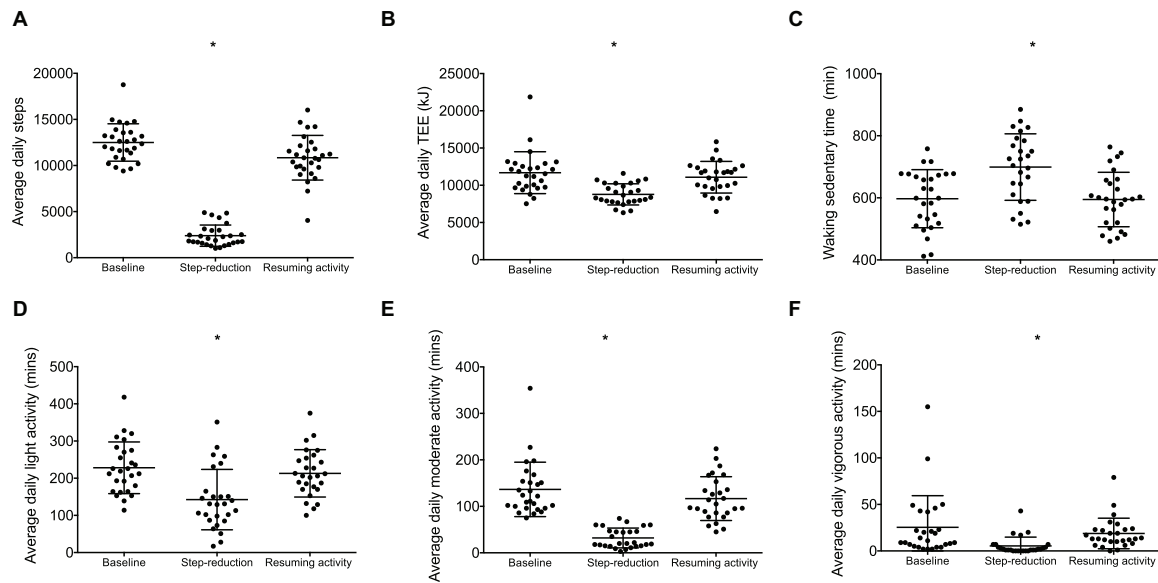 A
*
Average daily steps
20000
15000
10000
5000
0
Baseline
Step-reduction
Resuming activity
B
*
Average daily TEE (kJ)
25000
20000
15000
10000
5000
0
Baseline
Step-reduction
Resuming activity
C
*
Waking sedentary time (min)
1000
800
600
400
Baseline
Step-reduction
Resuming activity
D
*
Average daily light activity (mins)
500
400
300
200
100
0
Baseline
Step-reduction
Resuming activity
E
*
Average daily moderate activity (mins)
400
300
200
100
0
Baseline
Step-reduction
Resuming activity
F
*
Average daily vigorous activity (mins)
200
150
100
50
0
Baseline
Step-reduction
Resuming activity